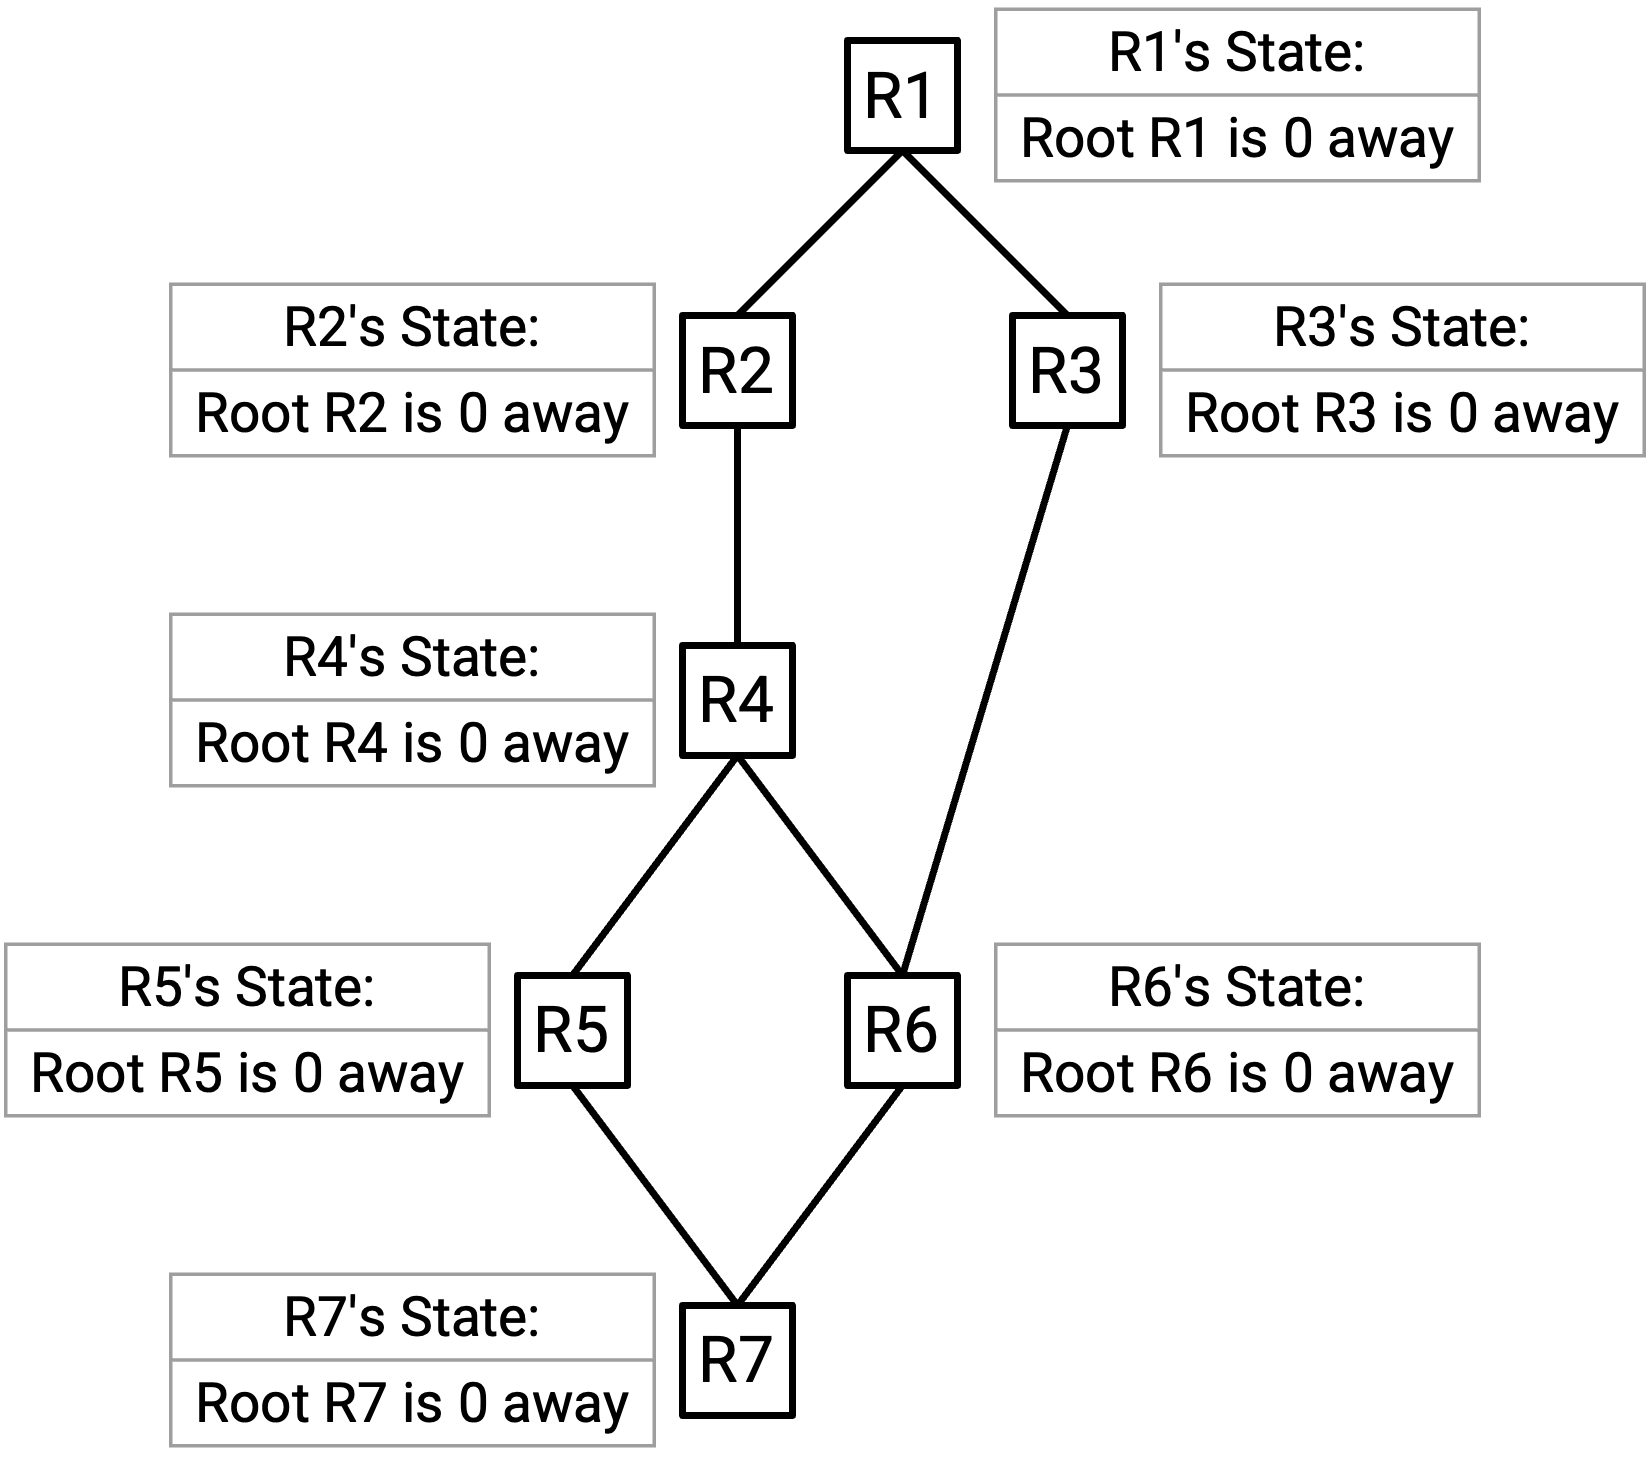 R1
R1's State:
Root R1 is 0 away
R2's State:
Root R2 is 0 away
R2
R3
R3's State:
Root R3 is 0 away
R4's State:
Root R4 is 0 away
R4
R5's State:
Root R5 is 0 away
R5
R6
R6's State:
Root R6 is 0 away
R7's State:
Root R7 is 0 away
R7